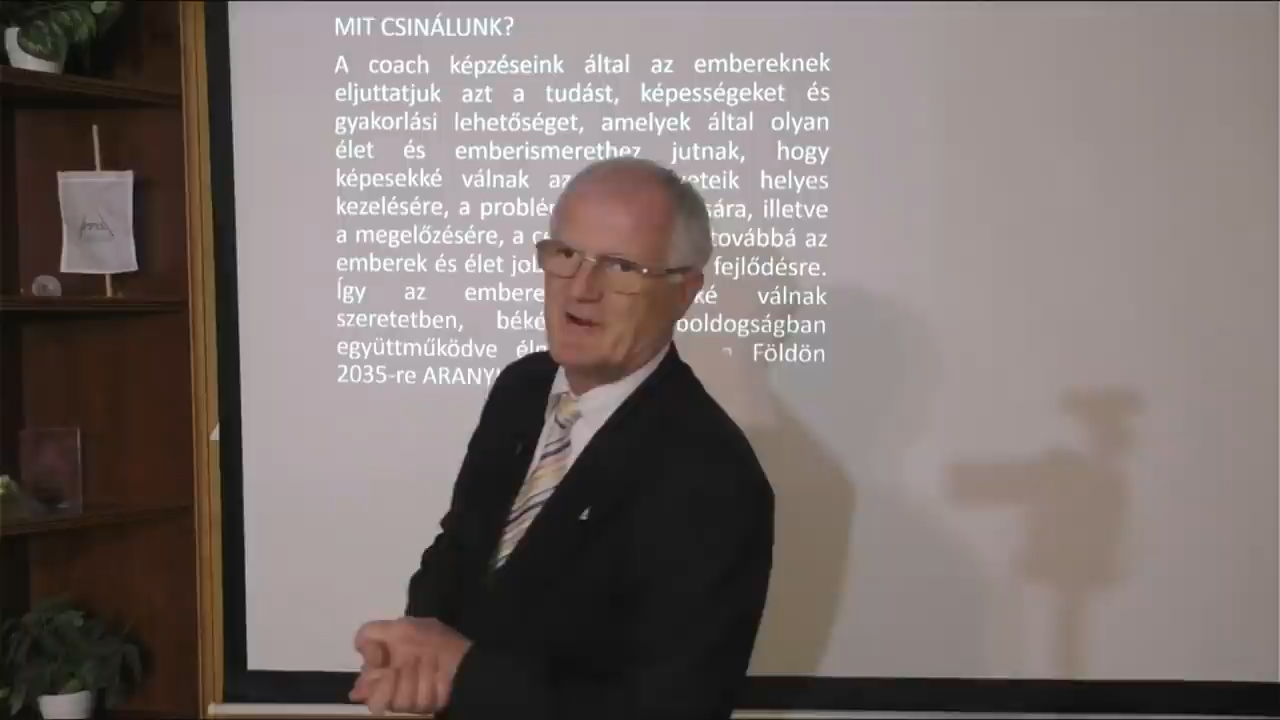 MIT CSINÁLUNK?
A coach képzéseink által az embereknek
eljuttatjuk azt a tudást, képességeket és
gyakorlási lehetőséget, amelyek által olyan
élet és emberismerethez jutnak, hogy
képesekké válnak helyes
kezelésére, a illetve
a megelőzésére, a továbbá az
emberek és élet fejlődésre.
Így az válnak
szeretetben, boldogságban
együttműködve Földön
2035-re